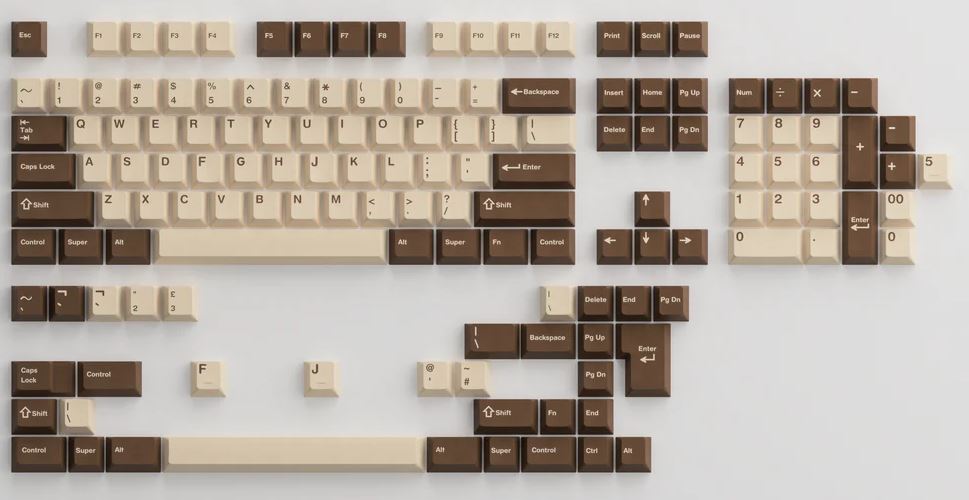 Esc F1 F2 F3 F4 F5 F6 F7 F8 F9 F10 F11 F12 Print Scroll Pause
~ ! @ # $ % ^ & * ( ) — + ←Backspace Insert Home Pg Up Num ÷ × −
` 1 2 3 4 5 6 7 8 9 0 - =
⇤ Tab ⇥ Q W E R T Y U I O P { } | Delete End Pg Dn 7 8 9 + −
[ ] \
Caps Lock A S D F G H J K L : " Enter 4 5 6 + 5
; '
⇧Shift Z X C V B N M < > ? ⇧Shift ↑ 1 2 3 Enter 00
, . /
Control Super Alt Alt Super Fn Control ← ↓ → 0 . 0
~ ¬ ¬ " £ | Delete End Pg Dn
` ` ` 2 3 \
| Backspace Pg Up Enter
\
Caps Lock Control F J @ ~ Pg Dn
' #
⇧Shift | ⇧Shift Fn End
\
Control Super Alt Alt Super Control Ctrl Alt